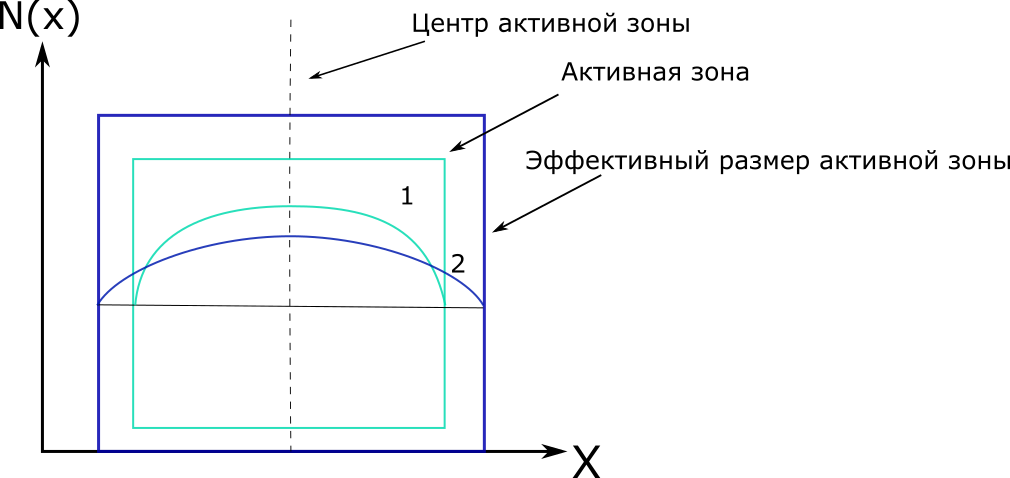 N(x)
Центр активной зоны
Активная зона
Эффективный размер активной зоны
1
2
X